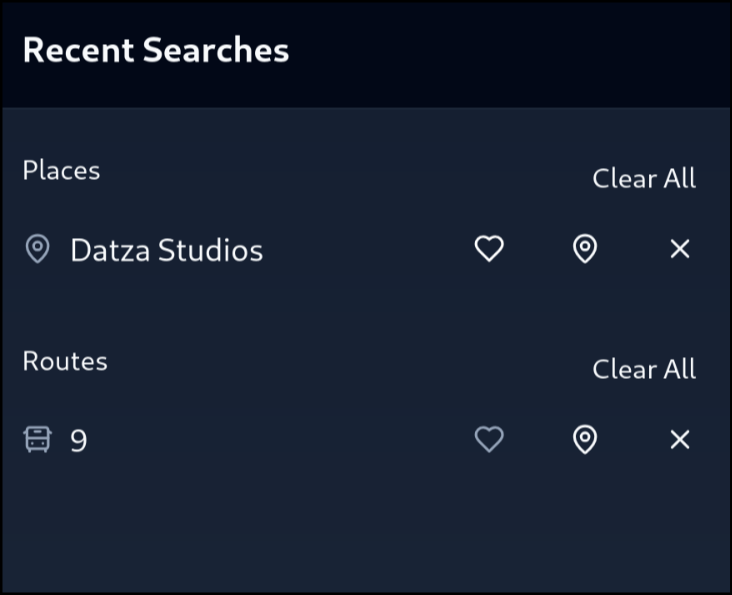 Recent Searches
Places
Clear All
Datza Studios
Routes
Clear All
9